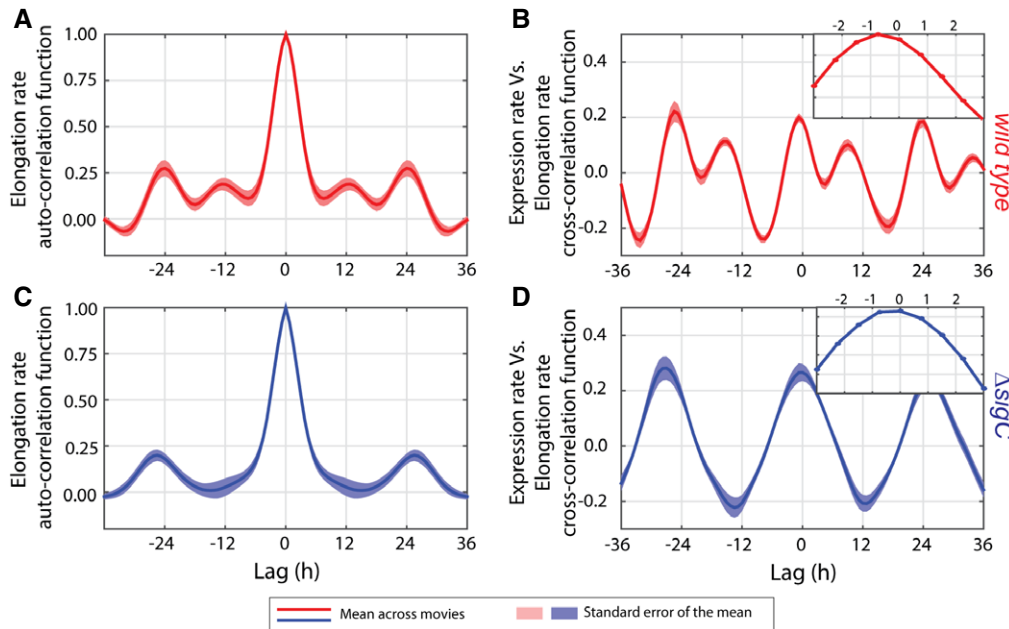 A
Elongation rate
auto-correlation function
1.00
0.75
0.50
0.25
0.00
-24
-12
0
12
24
36
B
Expression rate Vs.
Elongation rate
cross-correlation function
0.4
0.2
0.0
-0.2
-36
-24
-12
0
12
24
36
-2
-1
0
1
2
wild type
C
Elongation rate
auto-correlation function
1.00
0.75
0.50
0.25
0.00
-24
-12
0
12
24
36
Lag (h)
D
Expression rate Vs.
Elongation rate
cross-correlation function
0.4
0.2
0.0
-0.2
-36
-24
-12
0
12
24
36
Lag (h)
-2
-1
0
1
2
ΔsigC
Mean across movies
Standard error of the mean